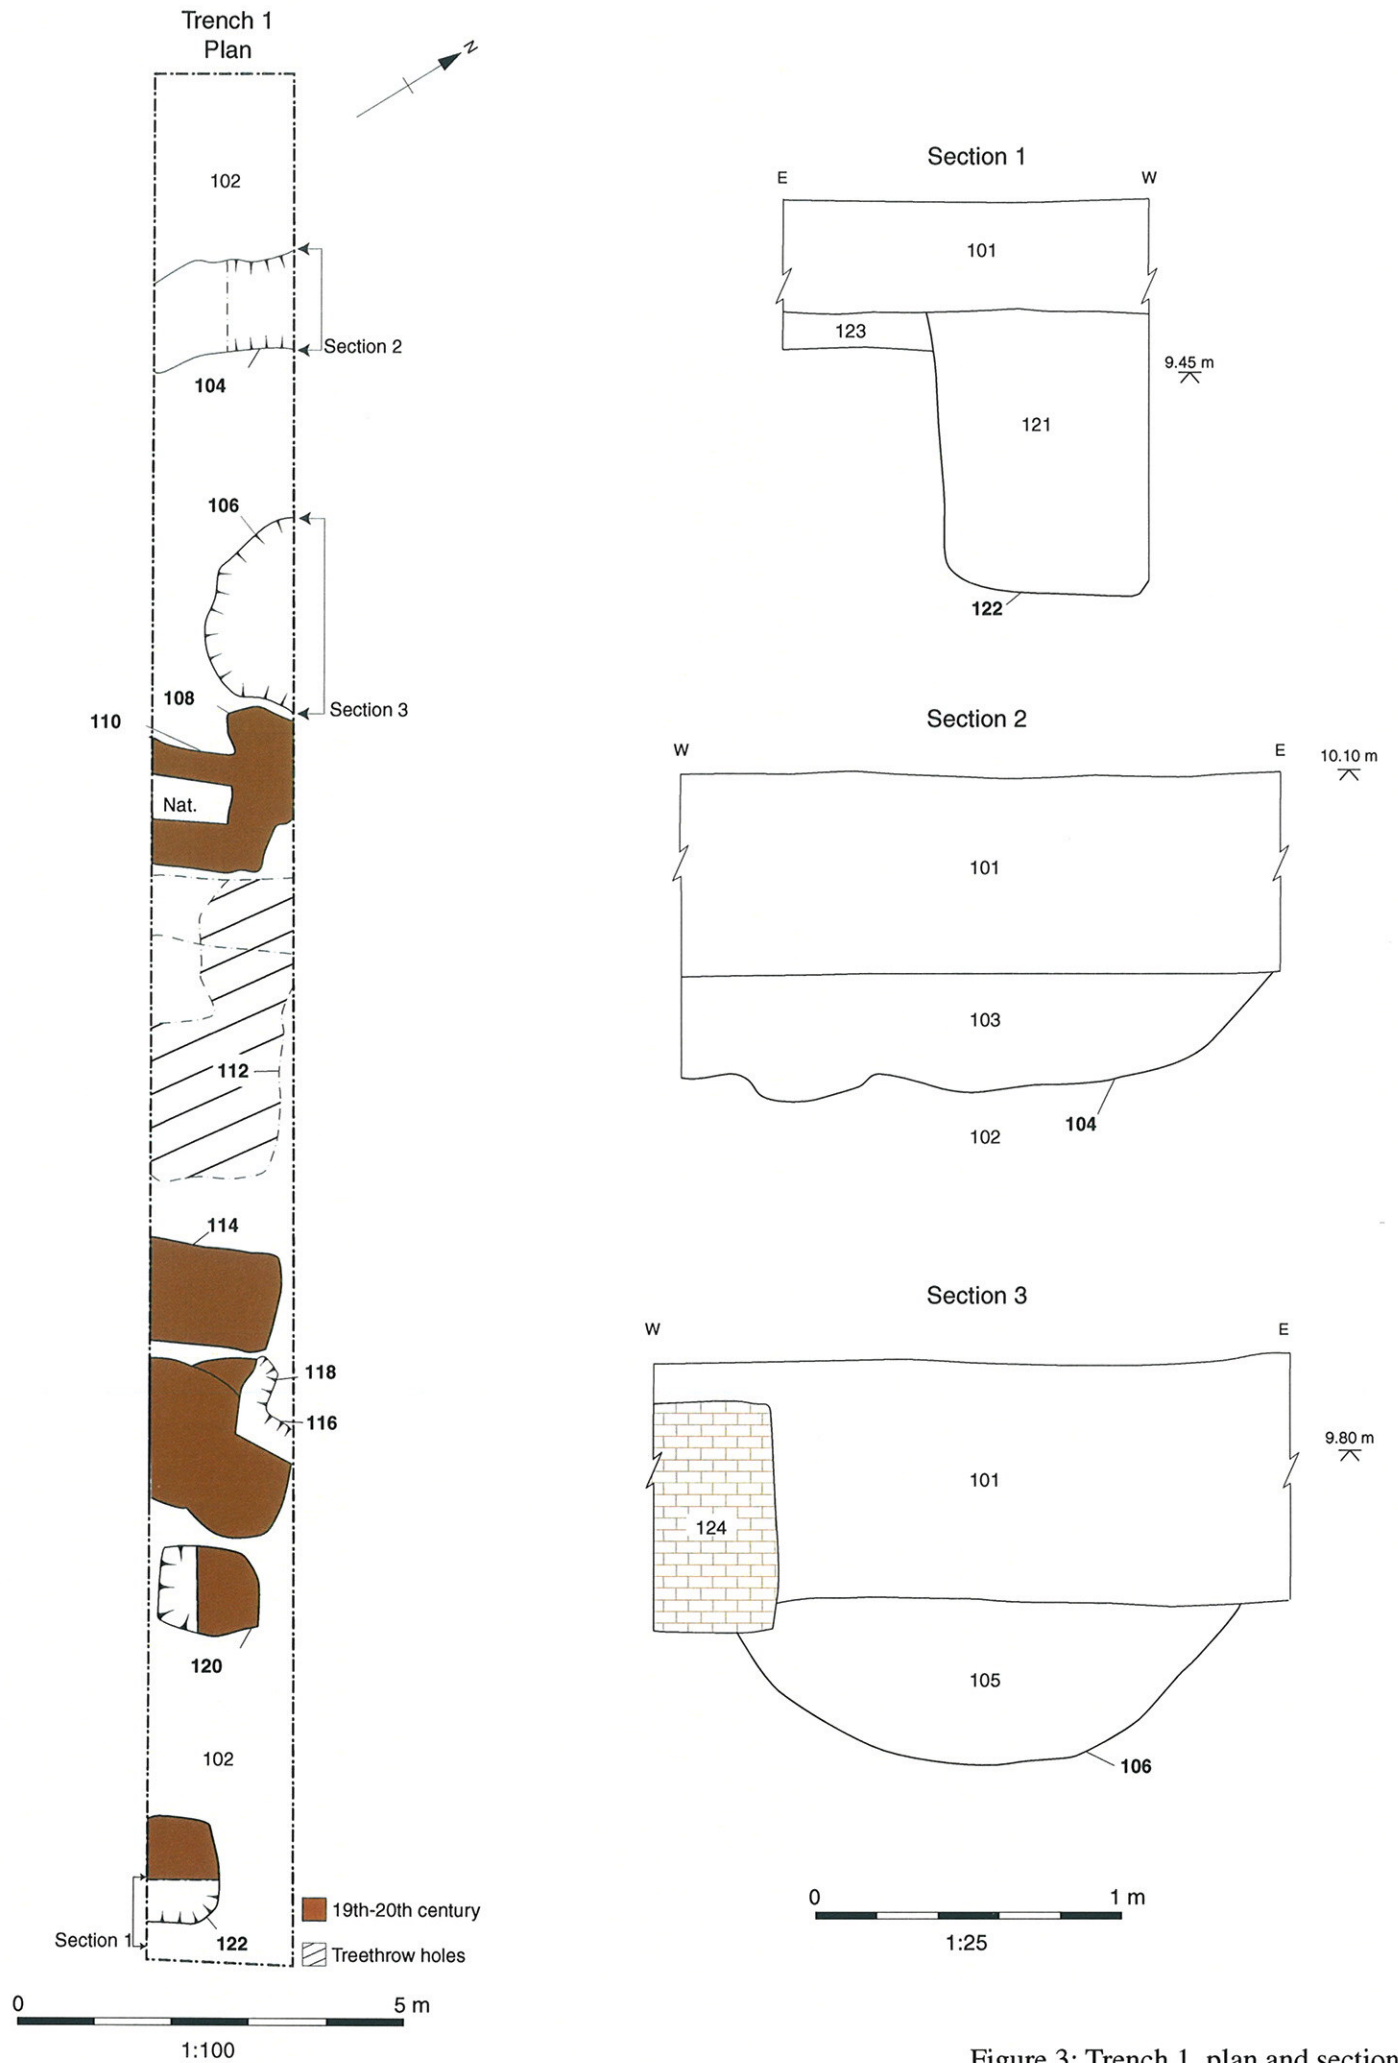 Trench 1
Plan
N
102
Section 2
104
106
108
110
Section 3
Nat.
112
114
118
116
120
102
Section 1
122
19th-20th century
Treethrow holes
0 5 m
1:100
Section 1
E W
101
123
9.45 m
121
122
Section 2
W E
10.10 m
101
103
104
102
Section 3
W E
9.80 m
101
124
105
106
0 1 m
1:25
Figure 3: Trench 1, plan and section